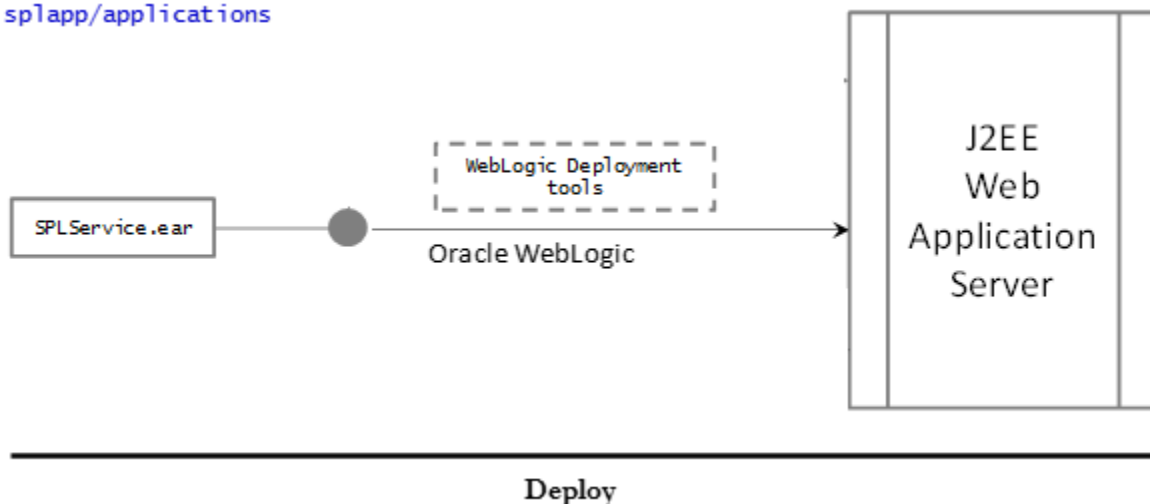 splapp/applications
WebLogic Deployment
tools
SPLService.ear
Oracle WebLogic
J2EE
Web
Application
Server
Deploy